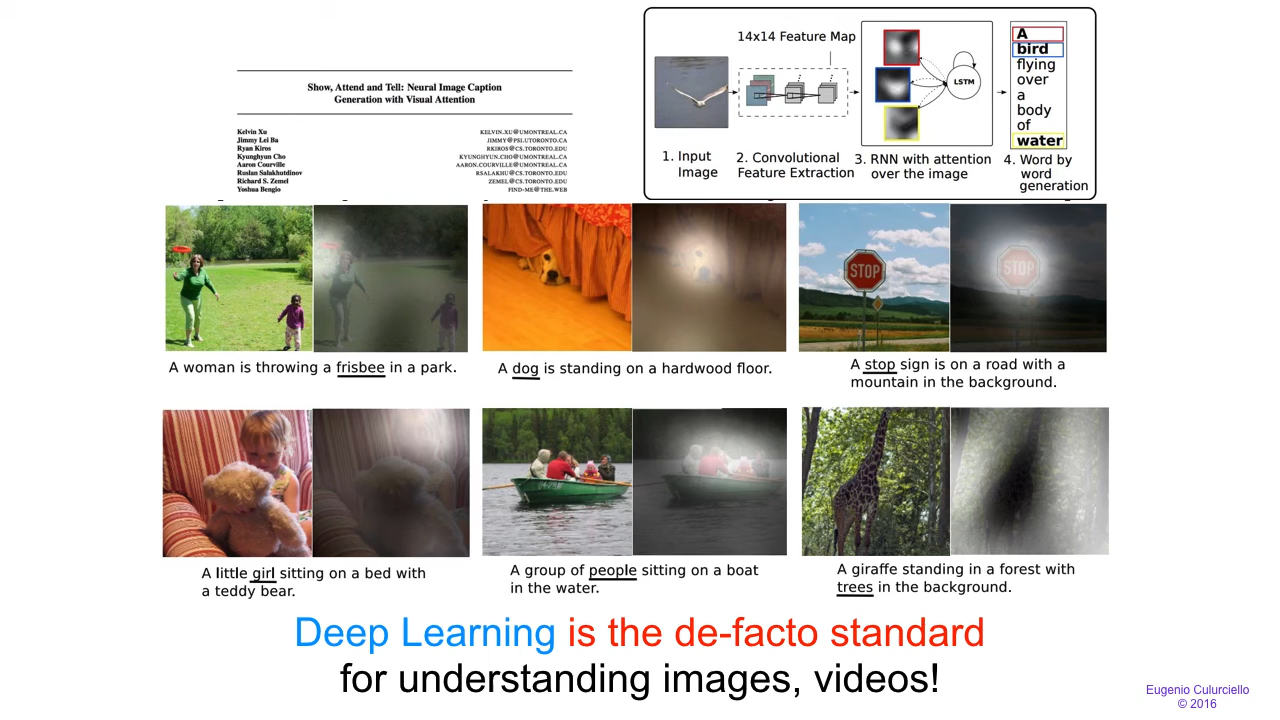 Show, Attend and Tell: Neural Image Caption
Generation with Visual Attention
Kelvin Xu KELVIN.XU@UMONTREAL.CA
Jimmy Lei Ba JIMMY@PSI.UTORONTO.CA
Ryan Kiros RKIROS@CS.TORONTO.EDU
Kyunghyun Cho KYUNGHYUN.CHO@UMONTREAL.CA
Aaron Courville AARON.COURVILLE@UMONTREAL.CA
Ruslan Salakhutdinov RSALAKHU@CS.TORONTO.EDU
Richard S. Zemel ZEMEL@CS.TORONTO.EDU
Yoshua Bengio FIND-ME@THE.WEB
14x14 Feature Map
LSTM
A
bird
flying
over
a
body
of
water
1. Input
Image
2. Convolutional
Feature Extraction
3. RNN with attention
over the image
4. Word by
word
generation
STOP
STOP
A woman is throwing a frisbee in a park.
A dog is standing on a hardwood floor.
A stop sign is on a road with a
mountain in the background.
A little girl sitting on a bed with
a teddy bear.
A group of people sitting on a boat
in the water.
A giraffe standing in a forest with
trees in the background.
Deep Learning is the de-facto standard
for understanding images, videos!
Eugenio Culurciello
© 2016